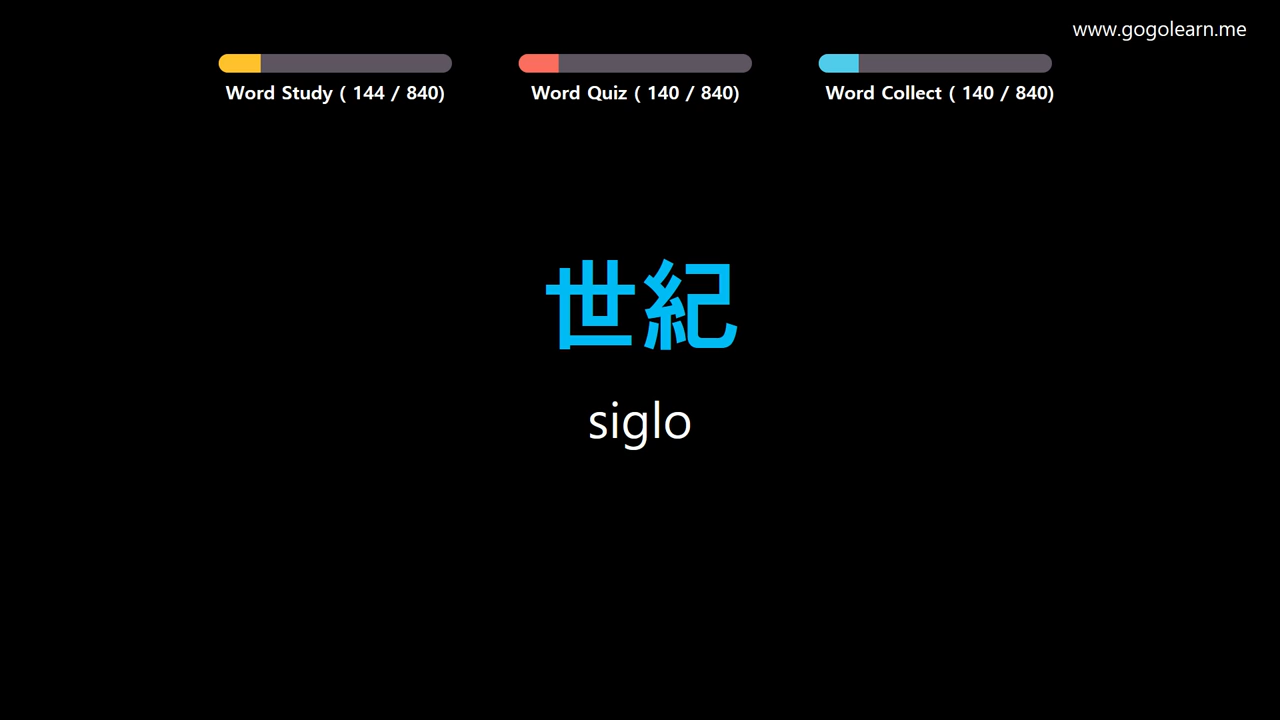 www.gogolearn.me
Word Study ( 144 / 840)
Word Quiz ( 140 / 840)
Word Collect ( 140 / 840)
世紀
siglo